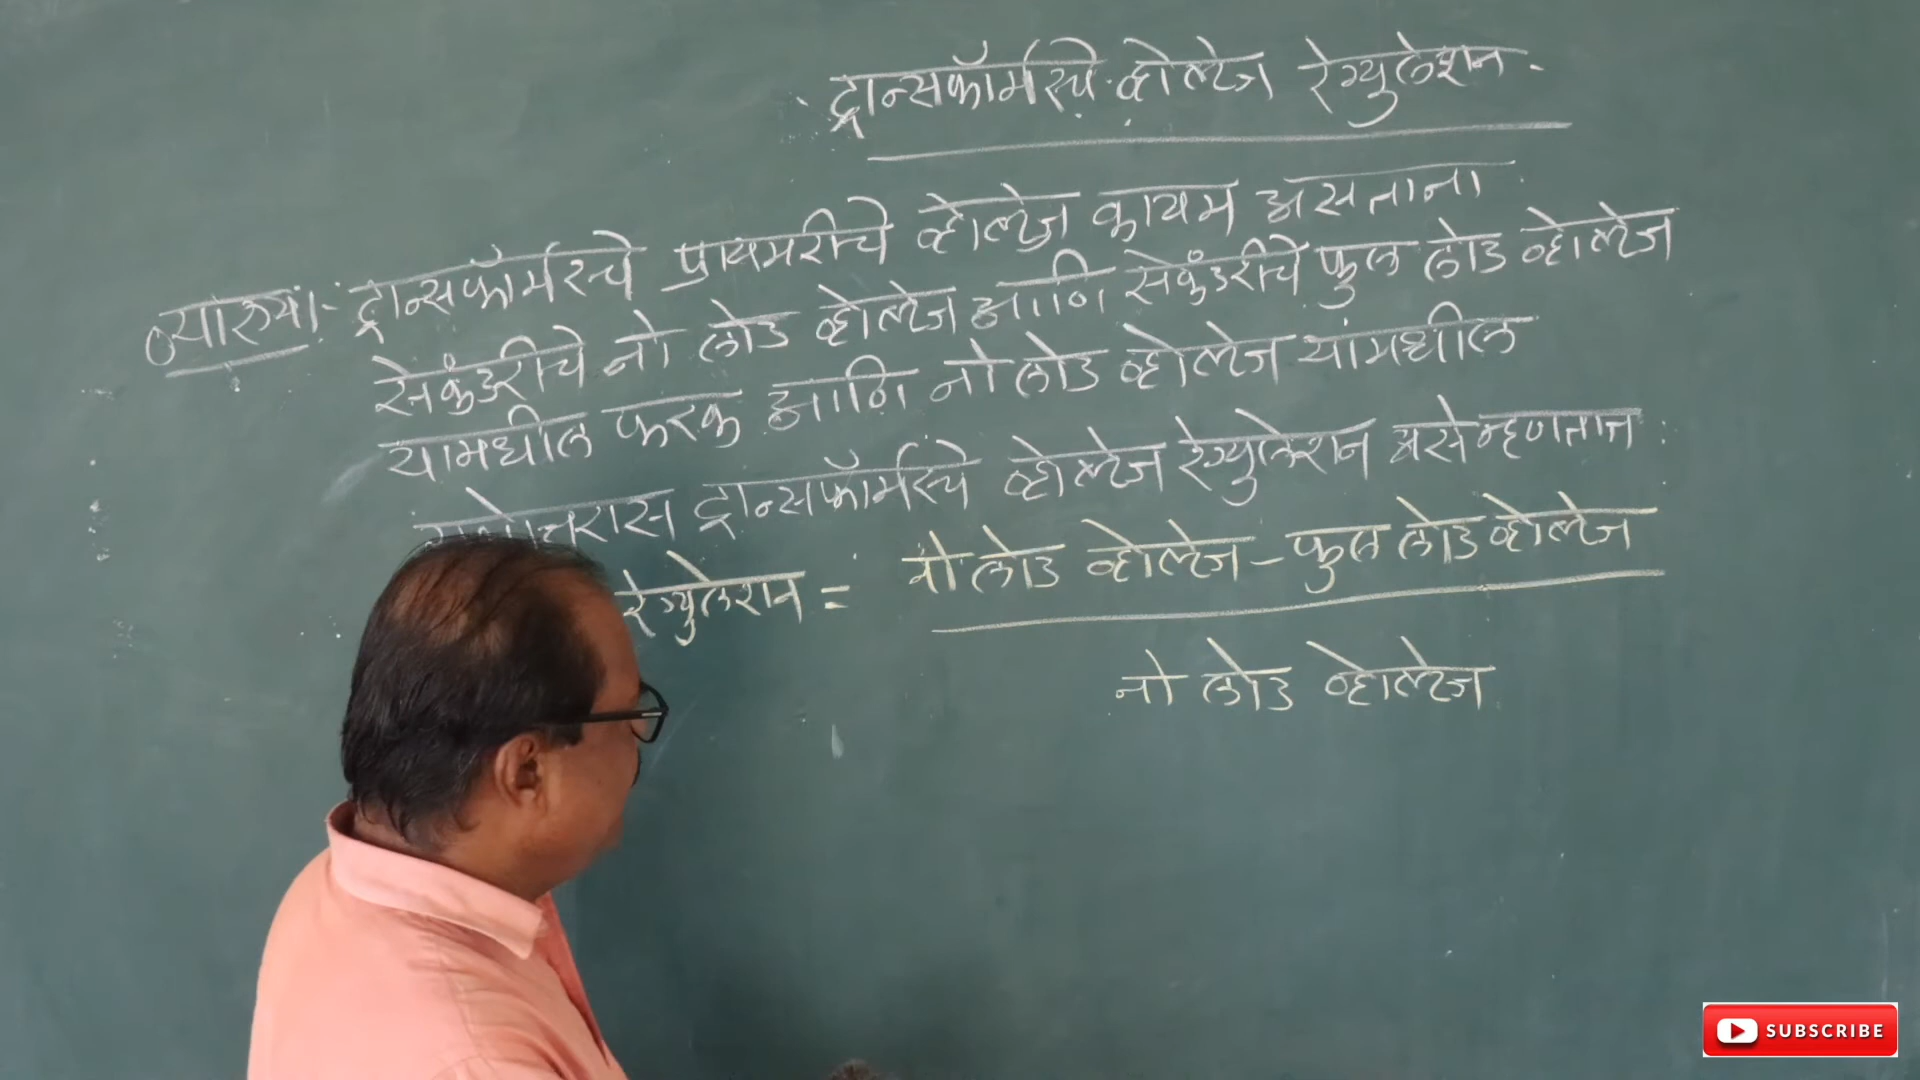 ट्रान्सफॉर्मरचे व्होल्टेज रेग्युलेशन.
व्याख्या:- ट्रान्सफॉर्मरचे प्रायमरीचे व्होल्टेज कायम असताना
सेकंडरीचे नो लोड व्होल्टेज आणि सेकंडरीचे फुल लोड व्होल्टेज
यामधील फरक आणि नो लोड व्होल्टेज यांमधील
ट्रान्सफॉर्मरचे व्होल्टेज रेग्युलेशन असे म्हणतात.
रेग्युलेशन = नो लोड व्होल्टेज - फुल लोड व्होल्टेज
नो लोड व्होल्टेज
SUBSCRIBE